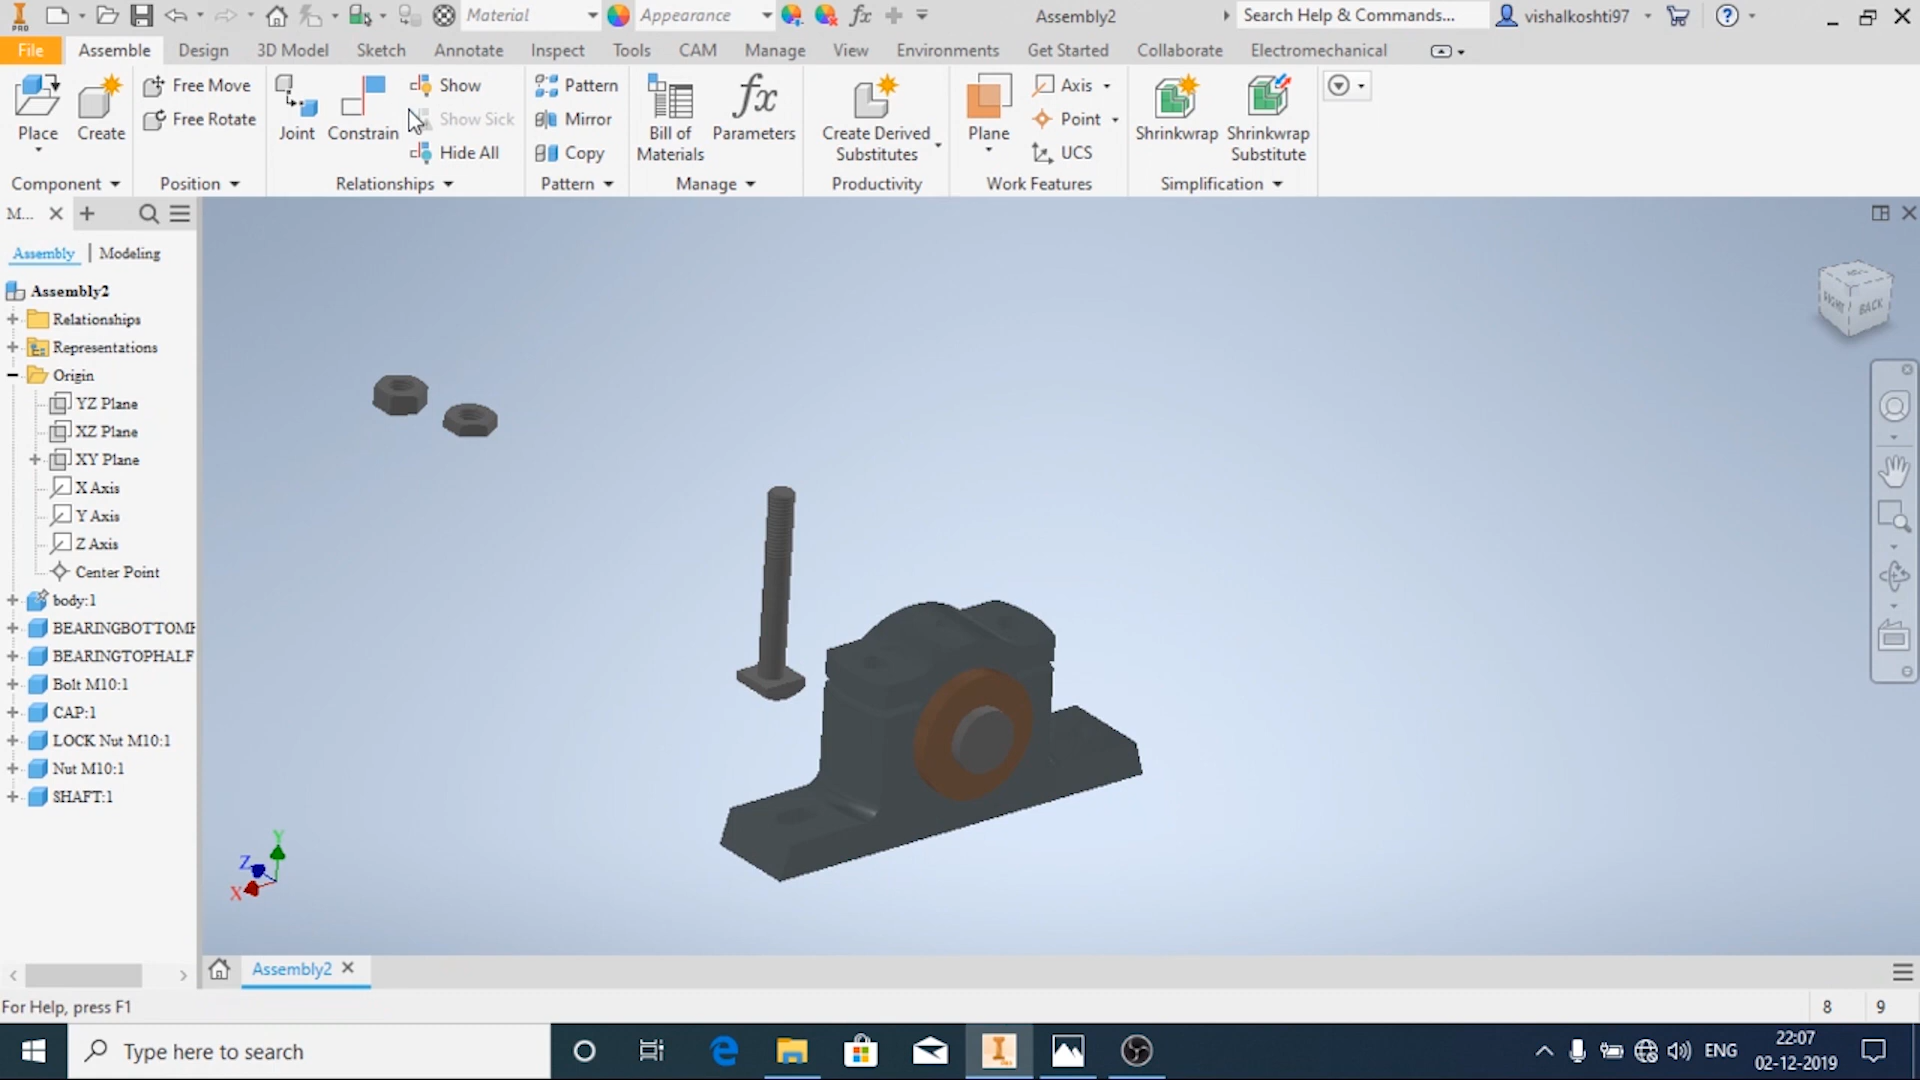 PRO
Material
Appearance
Assembly2
Search Help & Commands...
vishalkoshti97
File
Assemble
Design
3D Model
Sketch
Annotate
Inspect
Tools
CAM
Manage
View
Environments
Get Started
Collaborate
Electromechanical
Place
Create
Free Move
Free Rotate
Joint
Constrain
Show
Show Sick
Hide All
Pattern
Mirror
Copy
Bill of
Materials
Parameters
Create Derived
Substitutes
Plane
Axis
Point
UCS
Shrinkwrap
Shrinkwrap
Substitute
Component
Position
Relationships
Pattern
Manage
Productivity
Work Features
Simplification
M...
Assembly
Modeling
Assembly2
Relationships
Representations
Origin
YZ Plane
XZ Plane
XY Plane
X Axis
Y Axis
Z Axis
Center Point
body:1
BEARINGBOTTOMH
BEARINGTOPHALF
Bolt M10:1
CAP:1
LOCK Nut M10:1
Nut M10:1
SHAFT:1
RIGHT
BACK
Y
Z
X
Assembly2
For Help, press F1
8
9
Type here to search
ENG
22:07
02-12-2019